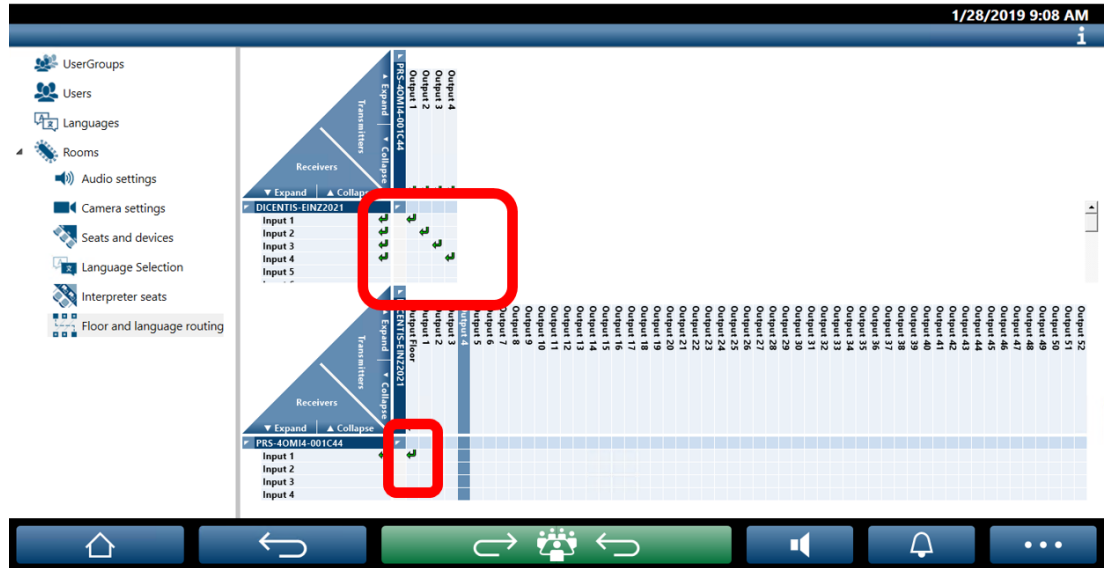 1/28/2019 9:08 AM
i
UserGroups
Users
Languages
Rooms
Audio settings
Camera settings
Seats and devices
Language Selection
Interpreter seats
Floor and language routing
Transmitters
Receivers
▲ Expand
▼ Collapse
▼ Expand
▲ Collaps
PRS-4OMI4-001C44
Output 1
Output 2
Output 3
Output 4
DICENTIS-EINZ2021
Input 1
Input 2
Input 3
Input 4
Input 5
Transmitters
Receivers
Expand
▼ Collapse
▼ Expand
▲ Collapse
CENTIS-EINZ2021
Output Floor
Output 1
Output 2
Output 3
Output 4
Output 5
Output 6
Output 7
Output 8
Output 9
Output 10
Output 11
Output 12
Output 13
Output 14
Output 15
Output 16
Output 17
Output 18
Output 19
Output 20
Output 21
Output 22
Output 23
Output 24
Output 25
Output 26
Output 27
Output 28
Output 29
Output 30
Output 31
Output 32
Output 33
Output 34
Output 35
Output 36
Output 37
Output 38
Output 39
Output 40
Output 41
Output 42
Output 43
Output 44
Output 45
Output 46
Output 47
Output 48
Output 49
Output 50
Output 51
Output 52
PRS-4OMI4-001C44
Input 1
Input 2
Input 3
Input 4